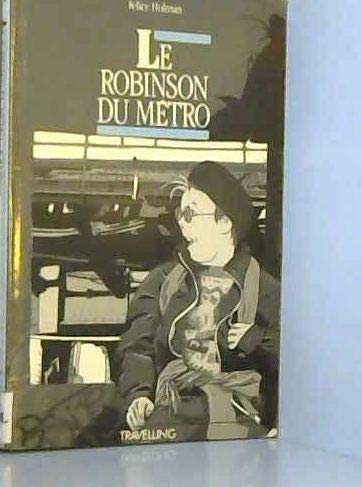 Felice Holman
LE
ROBINSON
DU MÉTRO
TRAVELLING